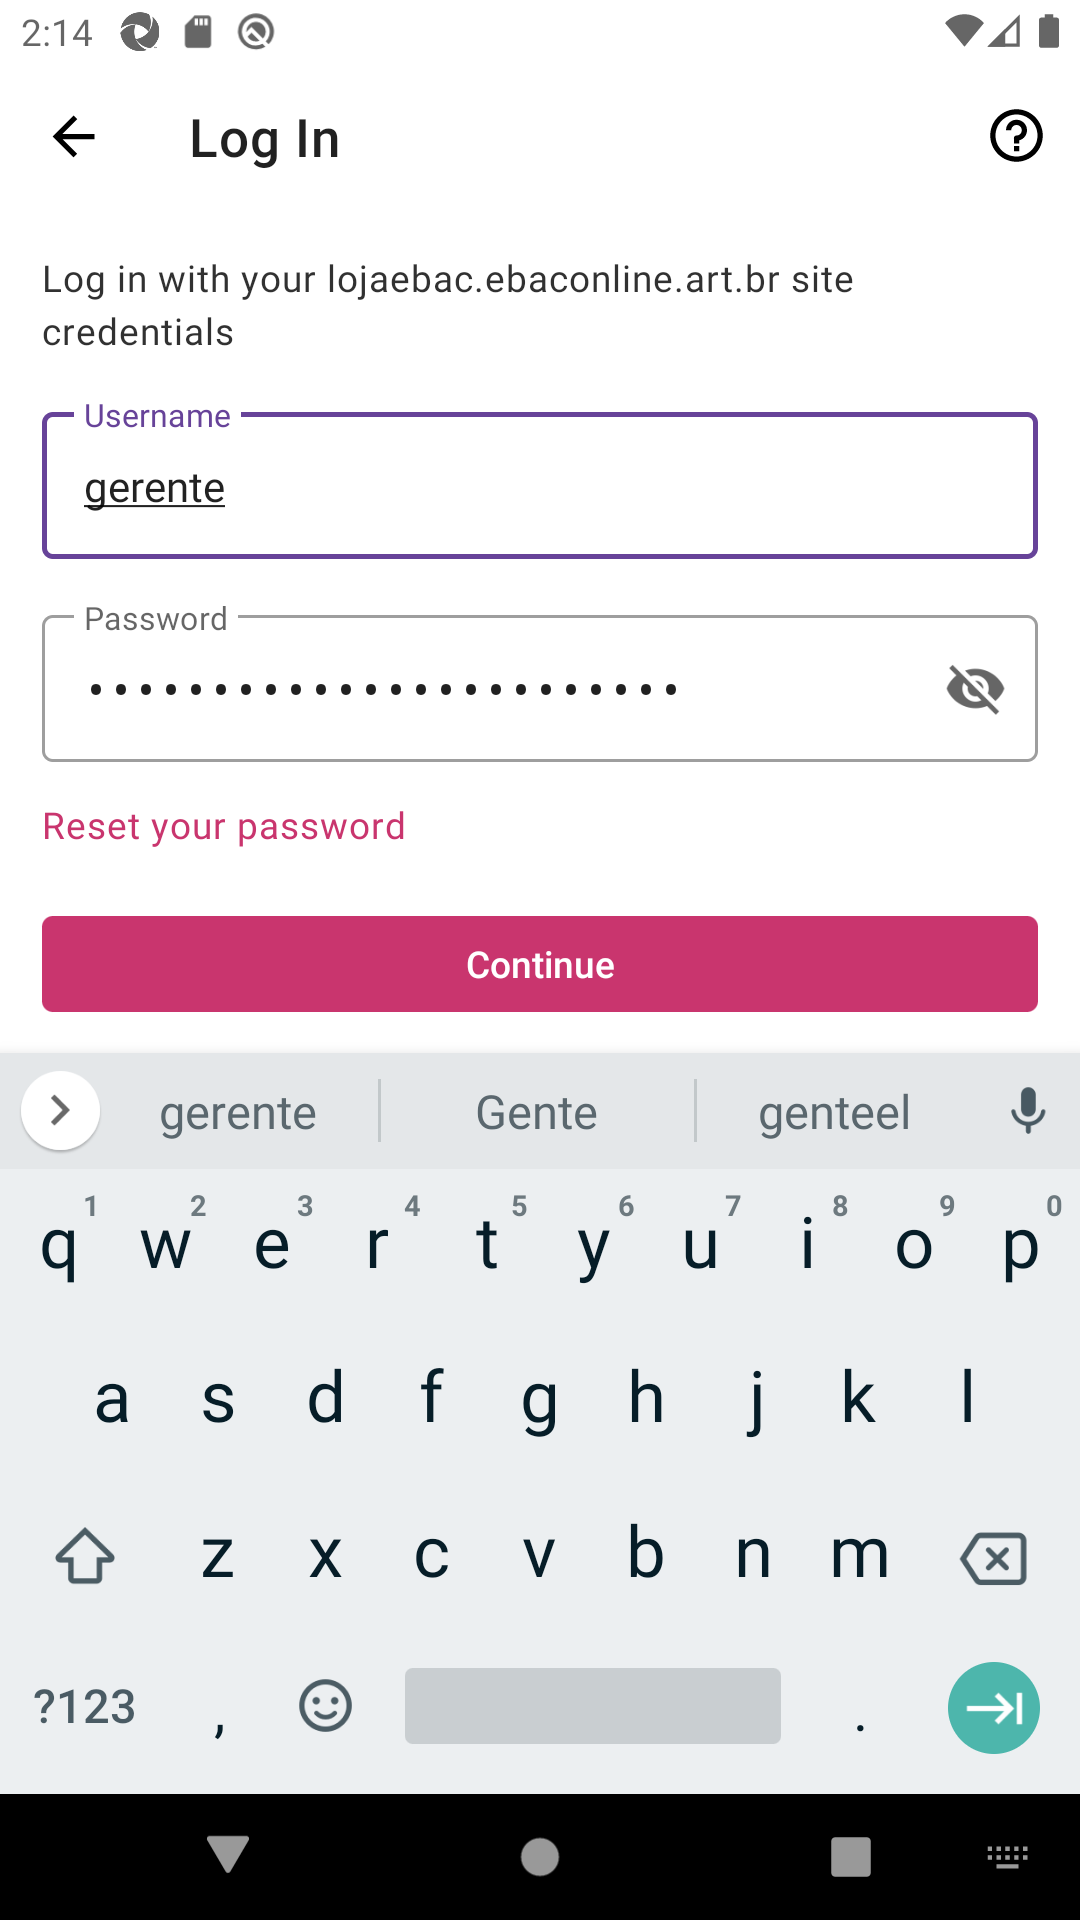 2:14
Log In
Log in with your lojaebac.ebaconline.art.br site
credentials
Username
gerente
Password
••••••••••••••••••••••••
Reset your password
Continue
gerente Gente genteel
1 2 3 4 5 6 7 8 9 0
q w e r t y u i o p
a s d f g h j k l
z x c v b n m
?123 , .